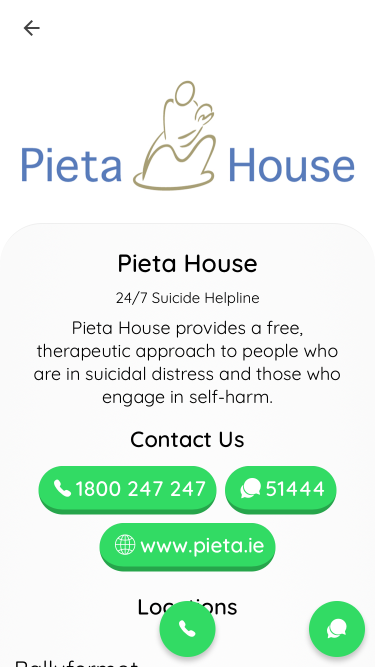 Pieta House
Pieta House
24/7 Suicide Helpline
Pieta House provides a free,
therapeutic approach to people who
are in suicidal distress and those who
engage in self-harm.
Contact Us
1800 247 247
51444
www.pieta.ie
Locations